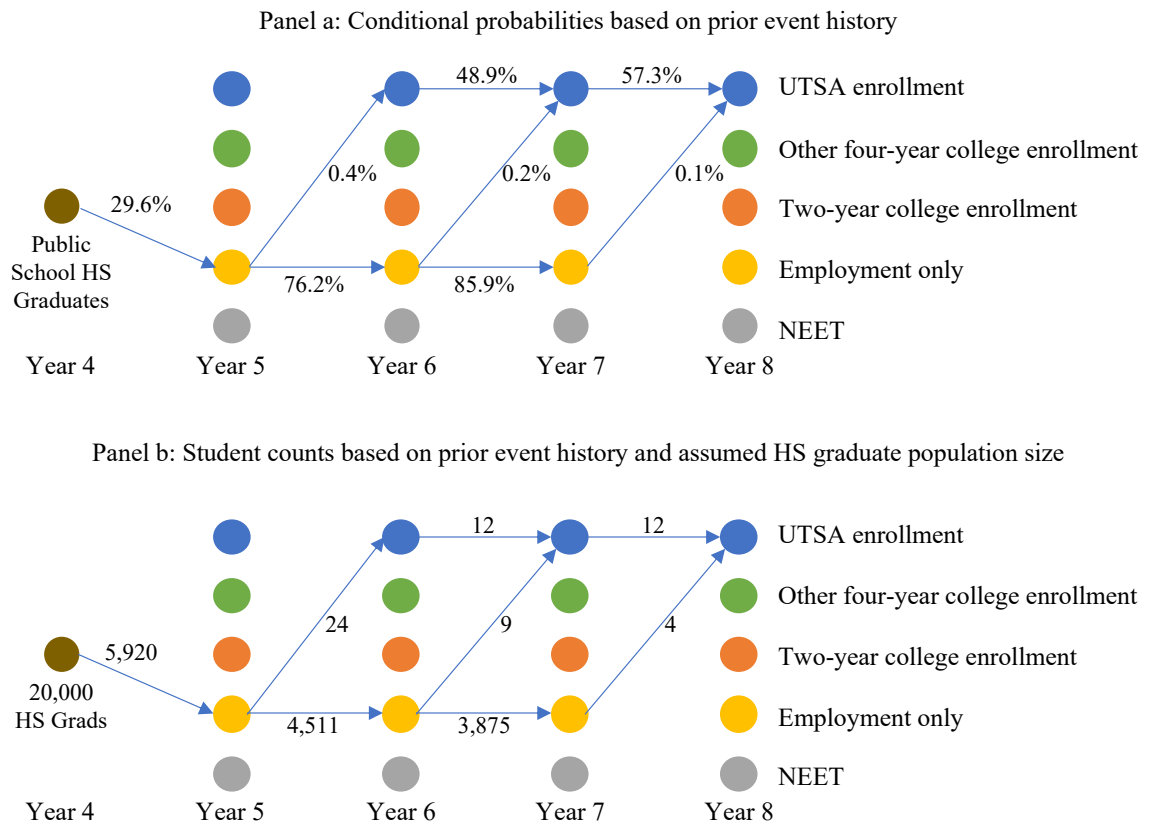 Panel a: Conditional probabilities based on prior event history
48.9%
57.3%
UTSA enrollment
Other four-year college enrollment
0.4%
0.2%
0.1%
29.6%
Two-year college enrollment
Public
School HS
Graduates
76.2%
85.9%
Employment only
NEET
Year 4
Year 5
Year 6
Year 7
Year 8
Panel b: Student counts based on prior event history and assumed HS graduate population size
12
12
UTSA enrollment
Other four-year college enrollment
24
9
4
5,920
Two-year college enrollment
20,000
HS Grads
4,511
3,875
Employment only
NEET
Year 4
Year 5
Year 6
Year 7
Year 8